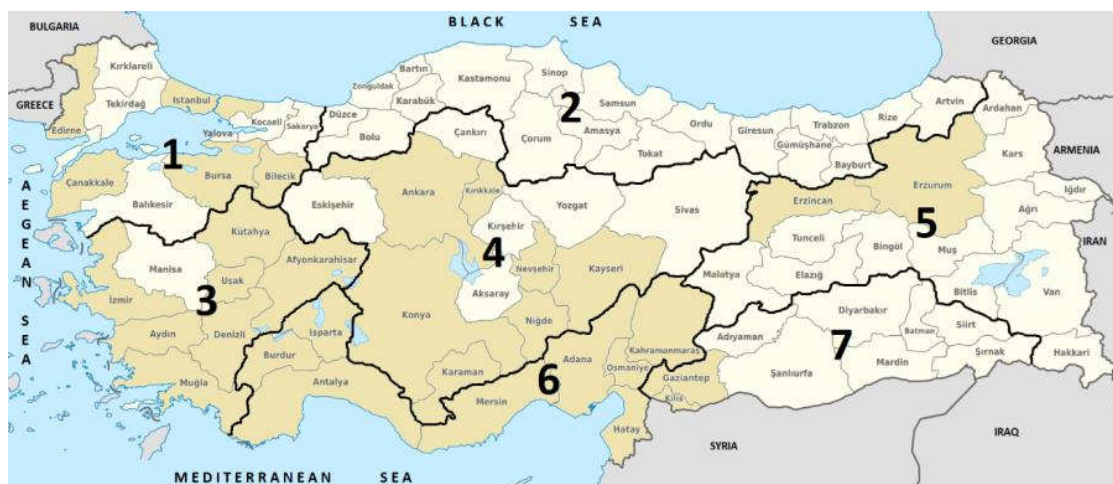 BULGARIA
BLACK SEA
GEORGIA
GREECE
ARMENIA
IRAN
IRAQ
SYRIA
AEGEAN SEA
MEDITERRANEAN SEA
1
Edirne
Kırklareli
Tekirdağ
Istanbul
Yalova
Kocaeli
Sakarya
Çanakkale
Bursa
Bilecik
Balıkesir
2
Zonguldak
Bartın
Karabük
Kastamonu
Sinop
Düzce
Bolu
Çankırı
Çorum
Samsun
Amasya
Tokat
Ordu
Giresun
Gümüşhane
Trabzon
Bayburt
Rize
Artvin
3
Kutahya
Manisa
Uşak
Afyonkarahisar
İzmir
Aydın
Denizli
Muğla
4
Eskişehir
Ankara
Kırıkkale
Kırşehir
Yozgat
Sivas
Nevşehir
Kayseri
Aksaray
Konya
Niğde
Karaman
5
Ardahan
Kars
Erzurum
Iğdır
Ağrı
Erzincan
Tunceli
Bingöl
Muş
Malatya
Elazığ
Bitlis
Van
Hakkari
6
Isparta
Burdur
Antalya
Mersin
Adana
Osmaniye
Kahramanmaraş
Hatay
7
Adıyaman
Diyarbakır
Batman
Siirt
Şırnak
Mardin
Şanlıurfa
Gaziantep
Kilis